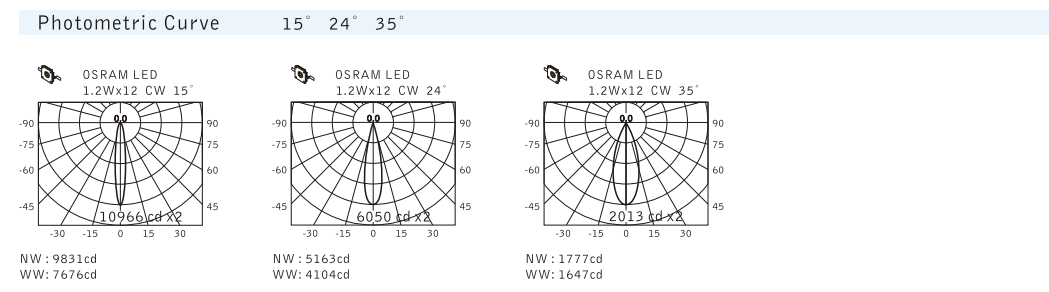 Photometric Curve 15° 24° 35°
OSRAM LED
1.2Wx12 CW 15°
0.0
-90 90
-75 75
-60 60
-45 45
10966 cd x2
-30 -15 0 15 30
NW : 9831cd
WW: 7676cd
OSRAM LED
1.2Wx12 CW 24°
0.0
-90 90
-75 75
-60 60
-45 45
6050 cd x2
-30 -15 0 15 30
NW : 5163cd
WW: 4104cd
OSRAM LED
1.2Wx12 CW 35°
0.0
-90 90
-75 75
-60 60
-45 45
2013 cd x2
-30 -15 0 15 30
NW : 1777cd
WW: 1647cd